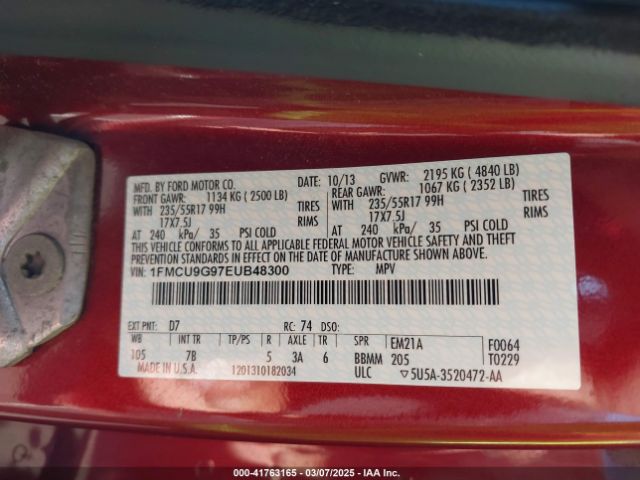 MFD. BY FORD MOTOR CO. 10/13 GVWR: 2195 KG ( 4840 LB)
FRONT GAWR: 1134 KG ( 2500 LB) REAR GAWR: 1067 KG ( 2352 LB)
WITH 235/55R17 99H TIRES WITH 235/55R17 99H TIRES
17X7.5J RIMS 17X7.5J RIMS
AT 240 kPa/ 35 PSI COLD AT 240 kPa/ 35 PSI COLD
THIS VEHICLE CONFORMS TO ALL APPLICABLE FEDERAL MOTOR VEHICLE SAFETY AND BUMPER
STANDARDS IN EFFECT ON THE DATE OF MANUFACTURE SHOWN ABOVE.
VIN: 1FMCU9G97EUB48300 TYPE: MPV
EXT PNT: D7 RC: 74 DSO:
WB INT TR TP/PS R AXLE TR SPR EM21A F0064
105 7B 5 3A 6 BBMM 205 T0229
MADE IN U.S.A. 1201310182034 ULC 5U5A-3520472-AA
000-41763165 - 03/07/2025 - IAA Inc.